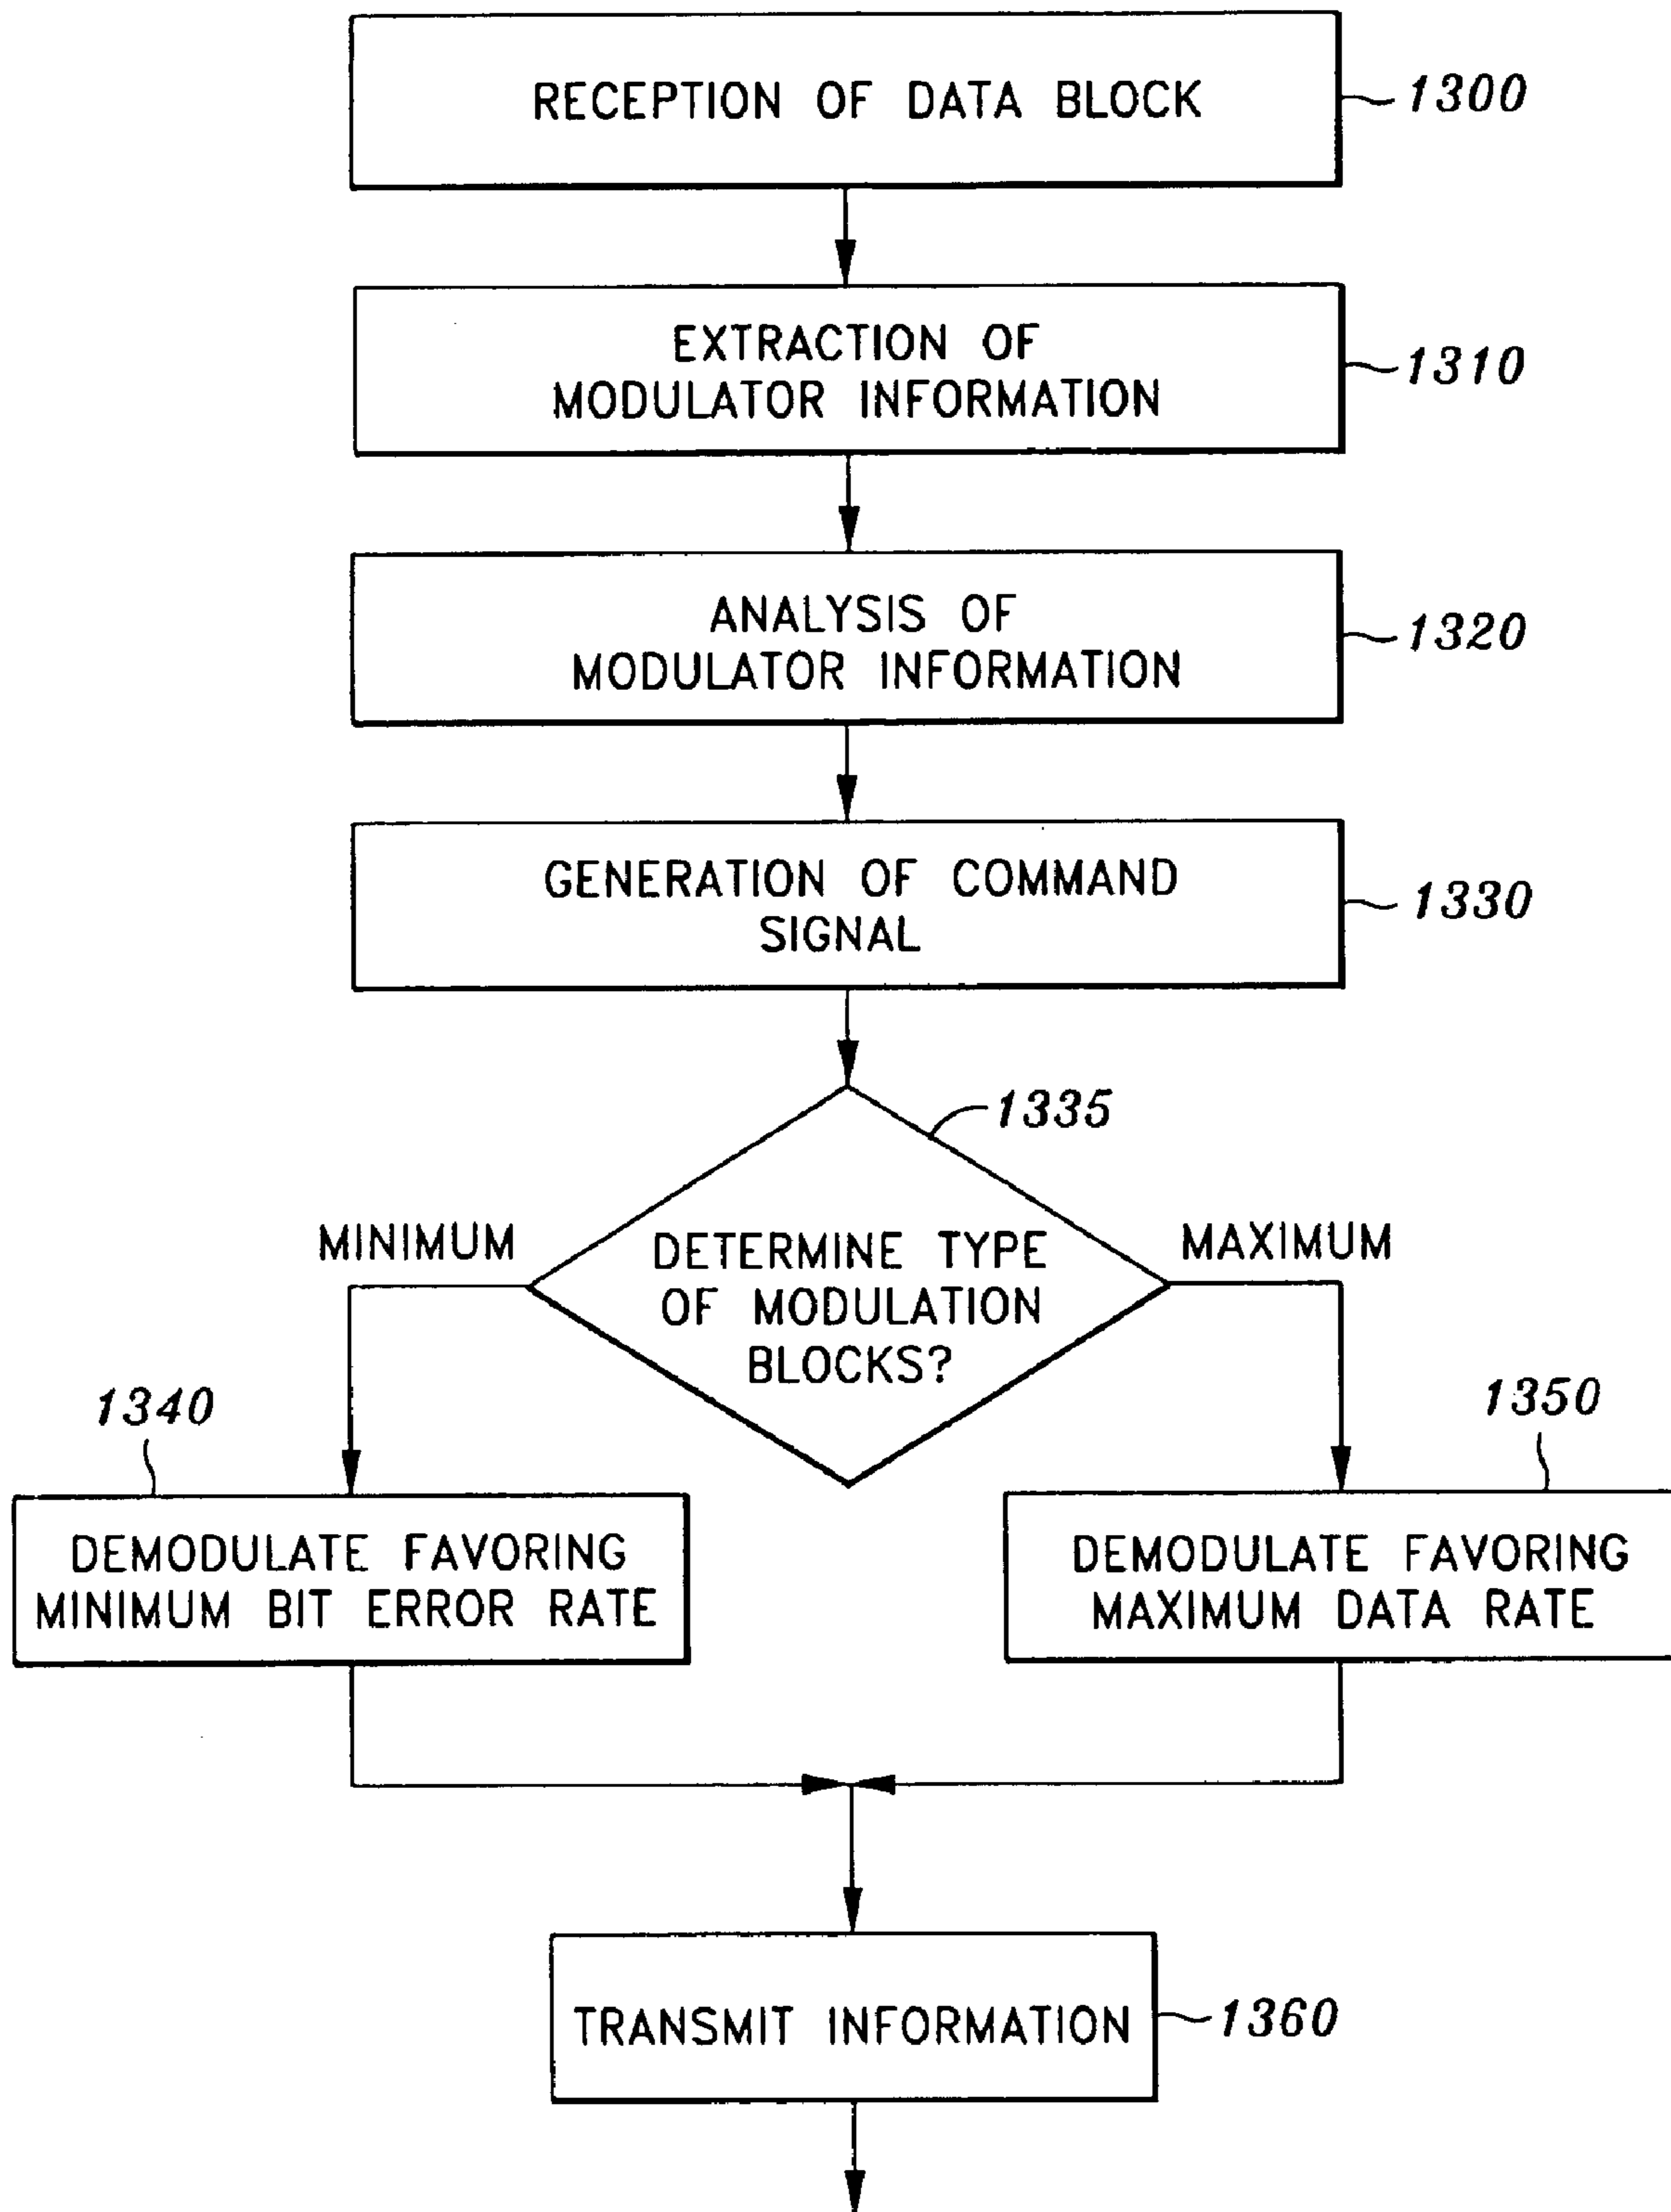 RECEPTION OF DATA BLOCK
1300
EXTRACTION OF
MODULATOR INFORMATION
1310
ANALYSIS OF
MODULATOR INFORMATION
1320
GENERATION OF COMMAND
SIGNAL
1330
1335
MINIMUM
MAXIMUM
DETERMINE TYPE
OF MODULATION
BLOCKS?
1340
1350
DEMODULATE FAVORING
MINIMUM BIT ERROR RATE
DEMODULATE FAVORING
MAXIMUM DATA RATE
TRANSMIT INFORMATION
1360